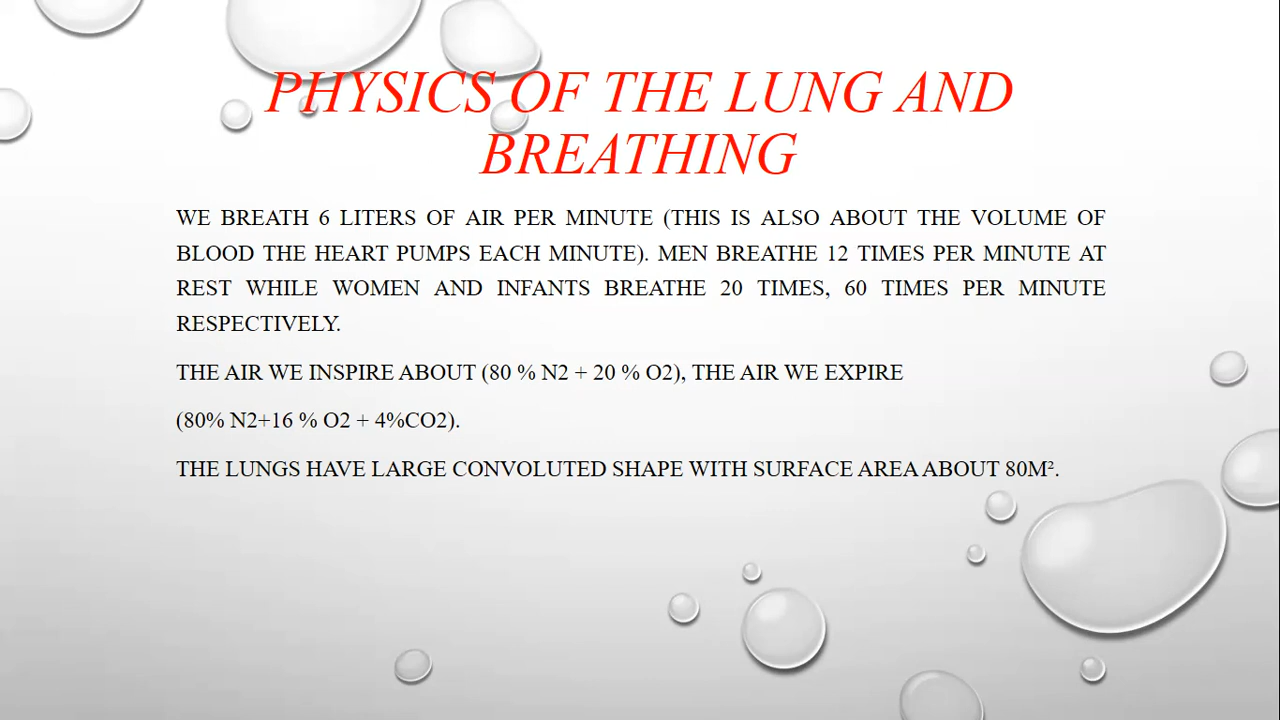 PHYSICS OF THE LUNG AND
BREATHING
WE BREATH 6 LITERS OF AIR PER MINUTE (THIS IS ALSO ABOUT THE VOLUME OF
BLOOD THE HEART PUMPS EACH MINUTE). MEN BREATHE 12 TIMES PER MINUTE AT
REST WHILE WOMEN AND INFANTS BREATHE 20 TIMES, 60 TIMES PER MINUTE
RESPECTIVELY.
THE AIR WE INSPIRE ABOUT (80 % N2 + 20 % O2), THE AIR WE EXPIRE
(80% N2+16 % O2 + 4%CO2).
THE LUNGS HAVE LARGE CONVOLUTED SHAPE WITH SURFACE AREA ABOUT 80M².